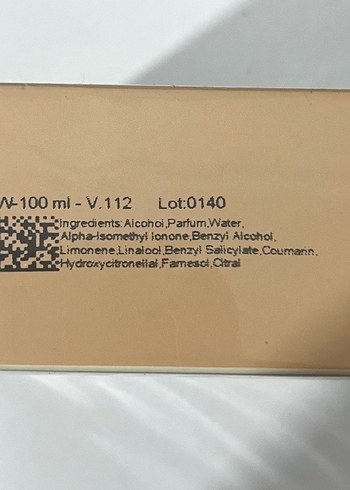 W-100 ml - V.112 Lot:0140
Ingredients:Alcohol,Parfum,Water,
Alpha-isomethyl ionone,Benzyl Alcohol,
Limonene,Linalool,Benzyl Salicylate,Coumarin,
Hydroxycitronellal,Farnesol,Citral